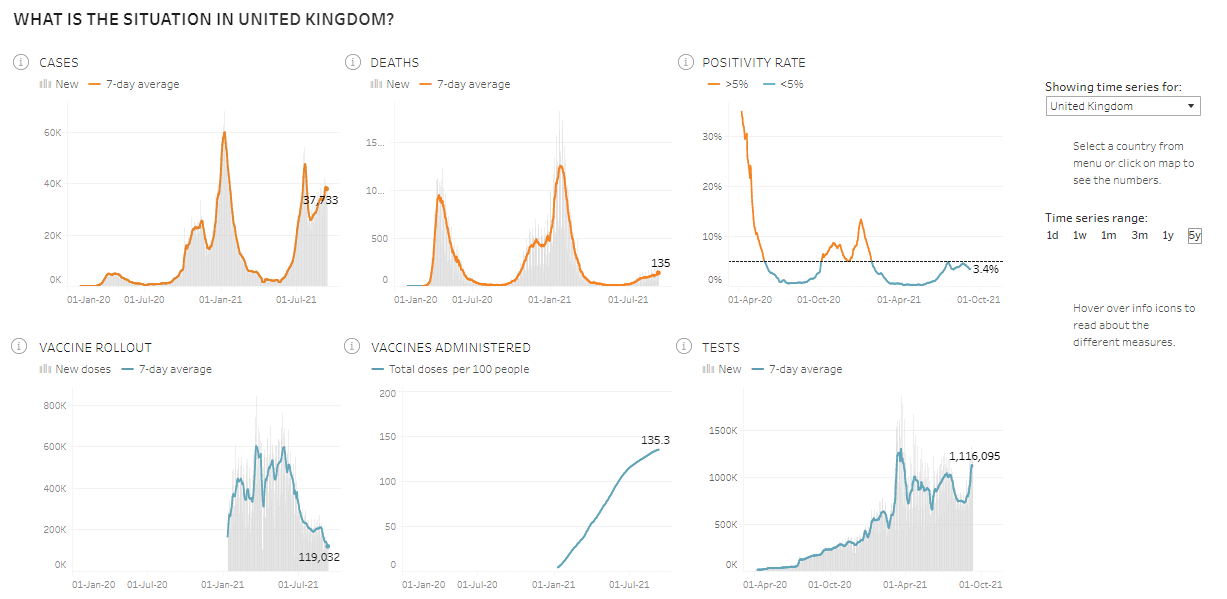 WHAT IS THE SITUATION IN UNITED KINGDOM?
i CASES
New 7-day average
60K
40K
20K
0K
37,733
01-Jan-20 01-Jul-20 01-Jan-21 01-Jul-21
i DEATHS
New 7-day average
15...
10...
500
0
135
01-Jan-20 01-Jul-20 01-Jan-21 01-Jul-21
i POSITIVITY RATE
>5% <5%
30%
20%
10%
0%
3.4%
01-Apr-20 01-Oct-20 01-Apr-21 01-Oct-21
Showing time series for:
United Kingdom
Select a country from
menu or click on map to
see the numbers.
Time series range:
1d 1w 1m 3m 1y 5y
Hover over info icons to
read about the
different measures.
i VACCINE ROLLOUT
New doses 7-day average
800K
600K
400K
200K
0K
119,032
01-Jan-20 01-Jul-20 01-Jan-21 01-Jul-21
i VACCINES ADMINISTERED
Total doses per 100 people
200
150
100
50
0
135.3
01-Jan-20 01-Jul-20 01-Jan-21 01-Jul-21
i TESTS
New 7-day average
1500K
1000K
500K
0K
1,116,095
01-Apr-20 01-Oct-20 01-Apr-21 01-Oct-21